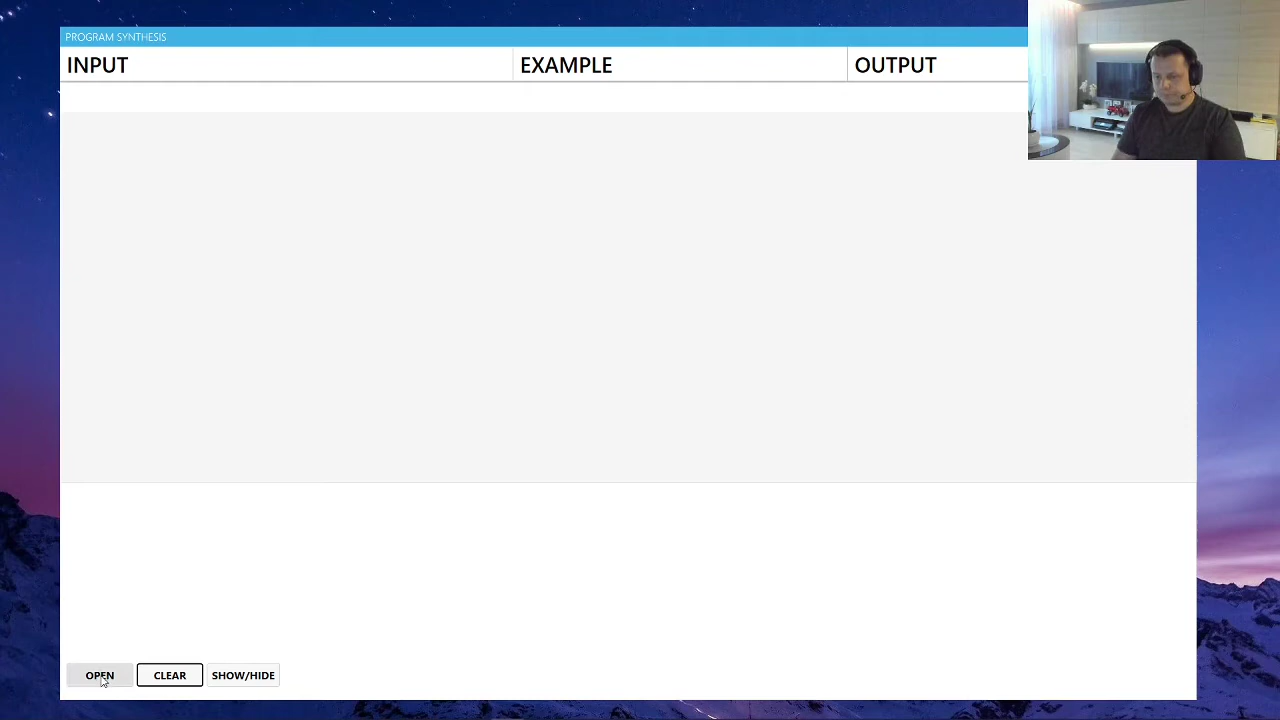 PROGRAM SYNTHESIS
INPUT
EXAMPLE
OUTPUT
OPEN
CLEAR
SHOW/HIDE